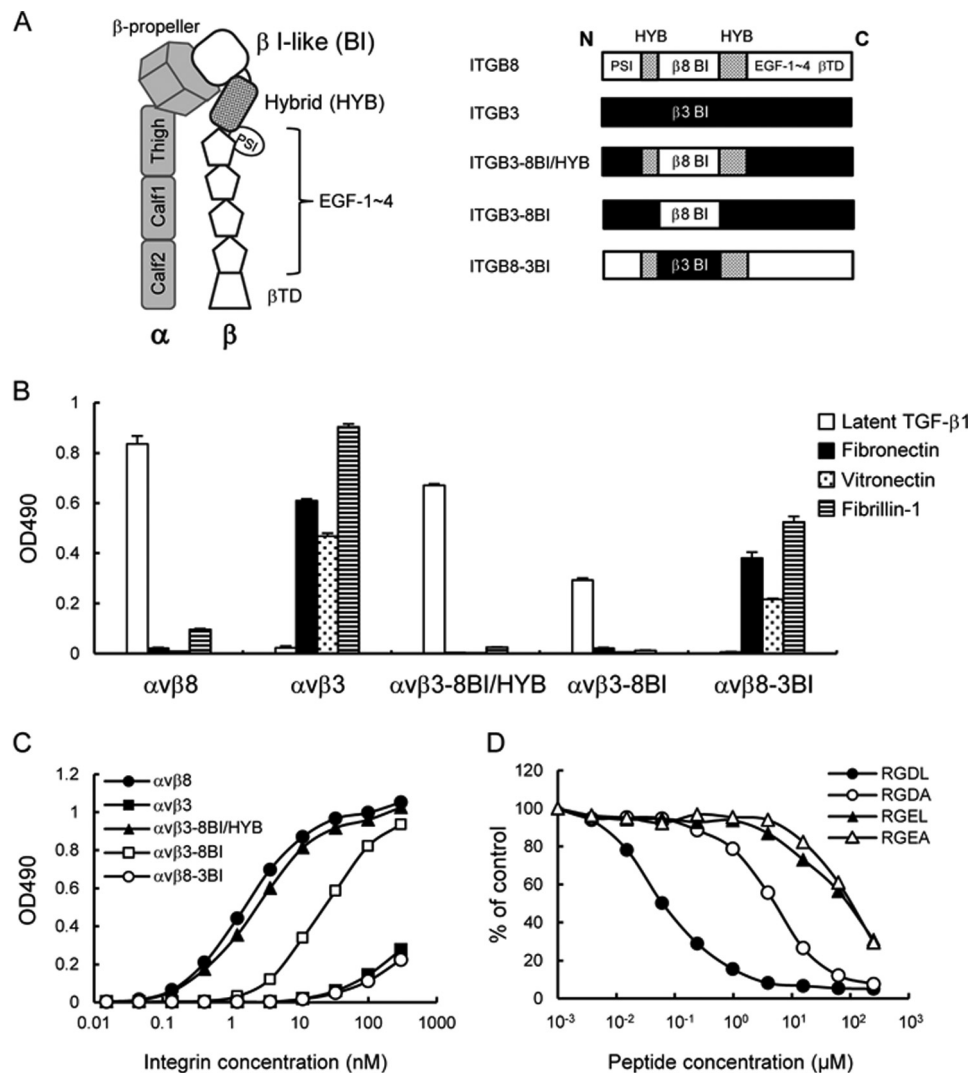 A
β-propeller
β I-like (BI)
Hybrid (HYB)
PSI
Thigh
Calf1
Calf2
EGF-1~4
βTD
α
β
N
HYB
HYB
C
ITGB8
PSI
β8 BI
EGF-1~4 βTD
ITGB3
β3 BI
ITGB3-8BI/HYB
β8 BI
ITGB3-8BI
β8 BI
ITGB8-3BI
β3 BI
B
OD490
1
0.8
0.6
0.4
0.2
0
Latent TGF-β1
Fibronectin
Vitronectin
Fibrillin-1
αvβ8
αvβ3
αvβ3-8BI/HYB
αvβ3-8BI
αvβ8-3BI
C
OD490
1.2
1
0.8
0.6
0.4
0.2
0
αvβ8
αvβ3
αvβ3-8BI/HYB
αvβ3-8BI
αvβ8-3BI
0.01
0.1
1
10
100
1000
Integrin concentration (nM)
D
% of control
120
100
80
60
40
20
0
RGDL
RGDA
RGEL
RGEA
10⁻³
10⁻²
10⁻¹
10⁰
10¹
10²
10³
Peptide concentration (μM)